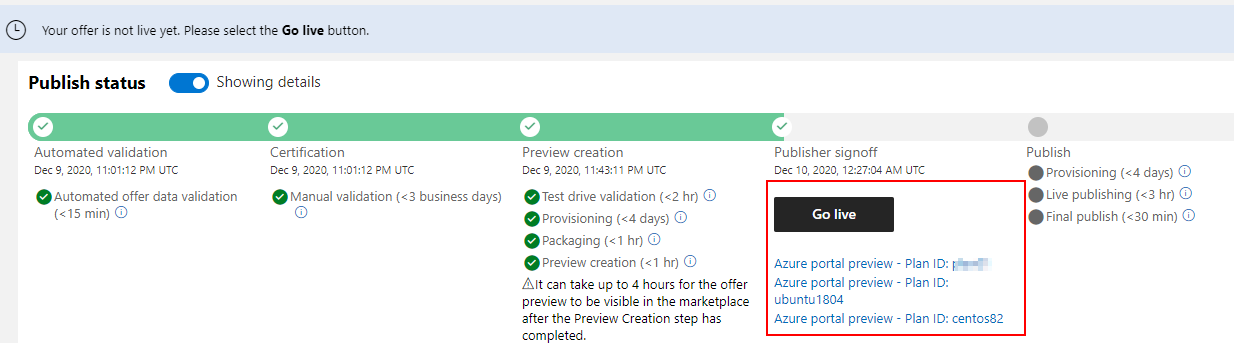 Your offer is not live yet. Please select the Go live button.
Publish status
Showing details
Automated validation
Dec 9, 2020, 11:01:12 PM UTC
Automated offer data validation
(<15 min)
Certification
Dec 9, 2020, 11:01:12 PM UTC
Manual validation (<3 business days)
Preview creation
Dec 9, 2020, 11:43:11 PM UTC
Test drive validation (<2 hr)
Provisioning (<4 days)
Packaging (<1 hr)
Preview creation (<1 hr)
⚠It can take up to 4 hours for the offer
preview to be visible in the marketplace
after the Preview Creation step has
completed.
Publisher signoff
Dec 10, 2020, 12:27:04 AM UTC
Go live
Azure portal preview - Plan ID:
Azure portal preview - Plan ID:
ubuntu1804
Azure portal preview - Plan ID: centos82
Publish
Provisioning (<4 days)
Live publishing (<3 hr)
Final publish (<30 min)